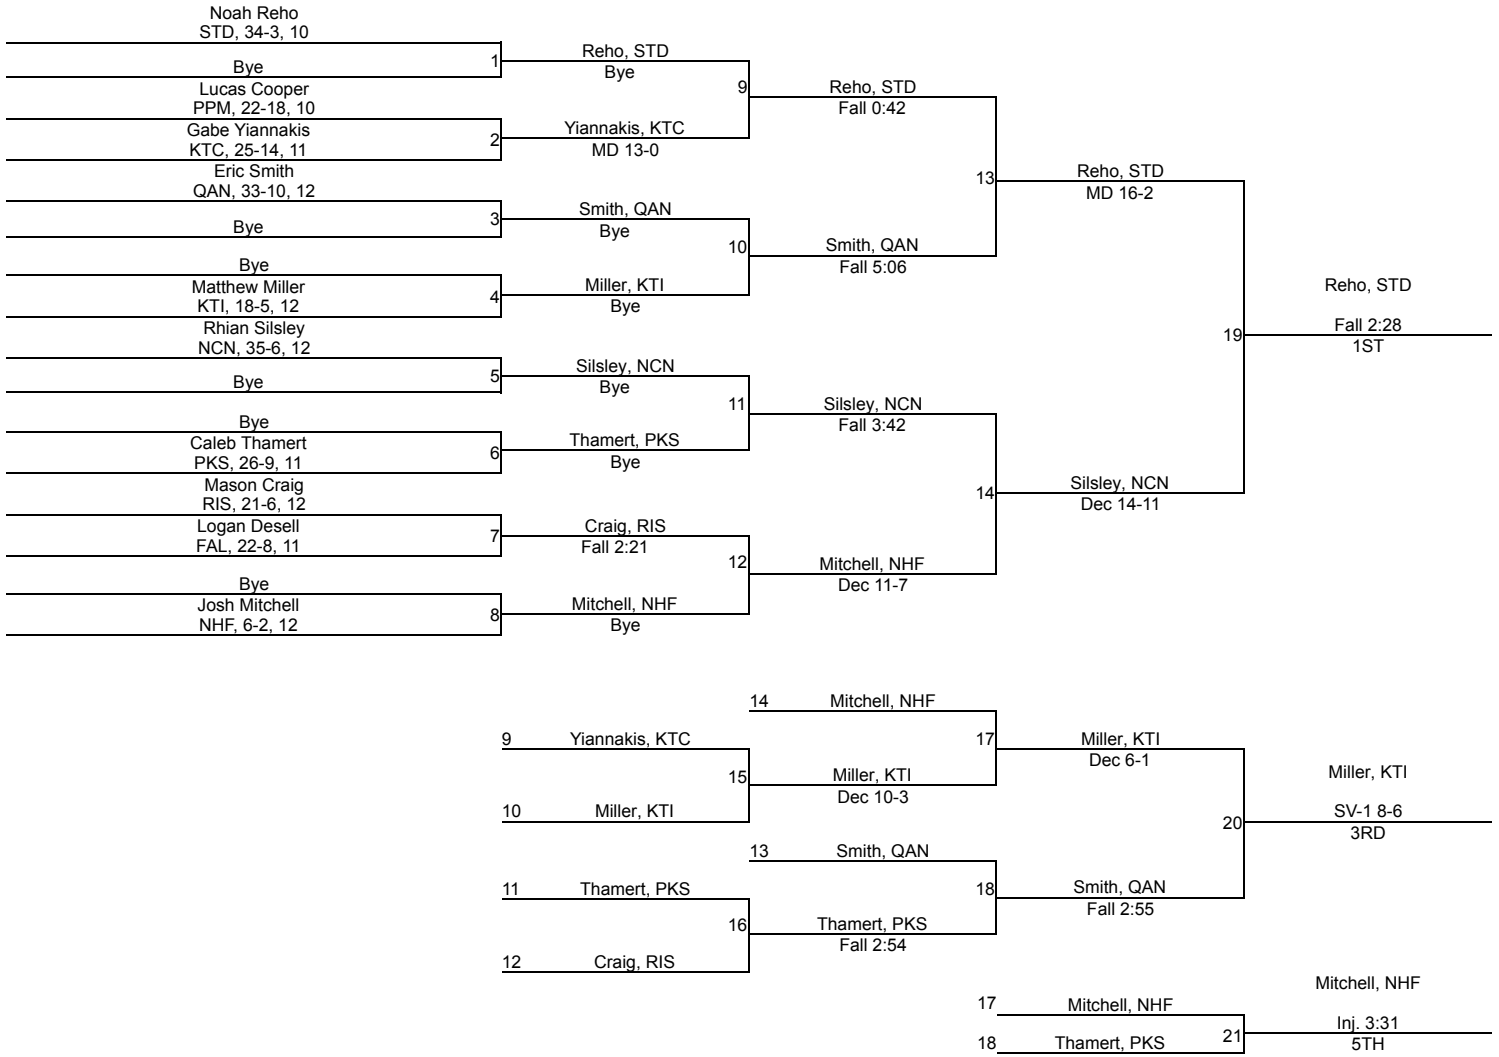 Noah Reho
STD, 34-3, 10
Bye
1
Lucas Cooper
PPM, 22-18, 10
Gabe Yiannakis
KTC, 25-14, 11
2
Eric Smith
QAN, 33-10, 12
Bye
3
Bye
Matthew Miller
KTI, 18-5, 12
4
Rhian Silsley
NCN, 35-6, 12
Bye
5
Bye
Caleb Thamert
PKS, 26-9, 11
6
Mason Craig
RIS, 21-6, 12
Logan Desell
FAL, 22-8, 11
7
Bye
Josh Mitchell
NHF, 6-2, 12
8
Reho, STD
Bye
9
Yiannakis, KTC
MD 13-0
Smith, QAN
Bye
10
Miller, KTI
Bye
Silsley, NCN
Bye
11
Thamert, PKS
Bye
Craig, RIS
Fall 2:21
12
Mitchell, NHF
Bye
Reho, STD
Fall 0:42
13
Smith, QAN
Fall 5:06
Silsley, NCN
Fall 3:42
14
Mitchell, NHF
Dec 11-7
Reho, STD
MD 16-2
19
Silsley, NCN
Dec 14-11
Reho, STD
Fall 2:28
1ST
14
Mitchell, NHF
9
Yiannakis, KTC
15
10
Miller, KTI
Miller, KTI
Dec 10-3
17
Miller, KTI
Dec 6-1
13
Smith, QAN
11
Thamert, PKS
16
12
Craig, RIS
Thamert, PKS
Fall 2:54
18
Smith, QAN
Fall 2:55
20
Miller, KTI
SV-1 8-6
3RD
17
Mitchell, NHF
18
Thamert, PKS
21
Mitchell, NHF
Inj. 3:31
5TH